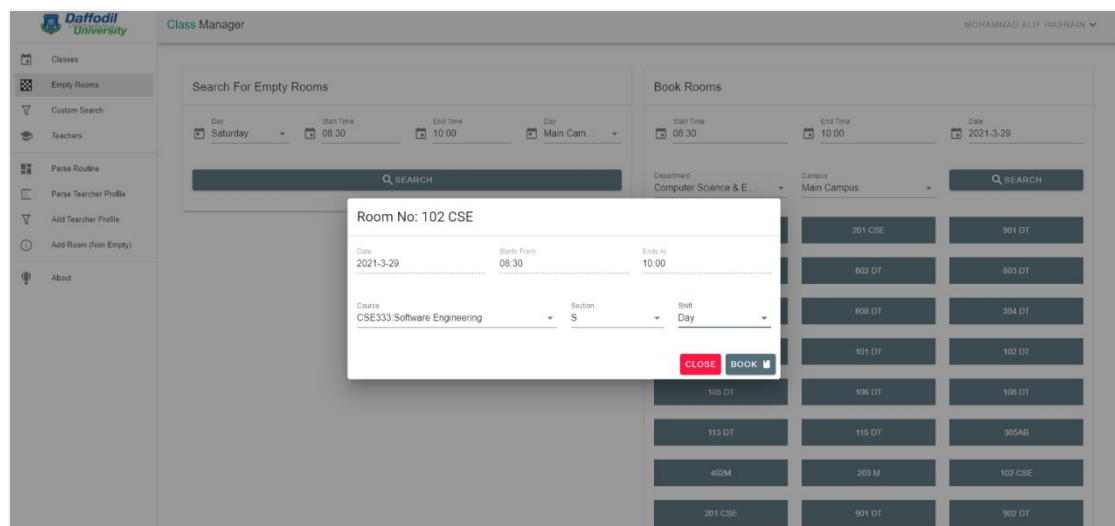 Daffodil
University
Class Manager
MOHAMMAD ALIF HASNAIN
Classes
Empty Rooms
Custom Search
Teachers
Parse Routine
Parse Tearcher Profile
Add Tearcher Profile
Add Room (Non Empty)
About
Search For Empty Rooms
Day
Start Time
End Time
Day
Saturday
08:30
10:00
Main Cam...
SEARCH
Book Rooms
Start Time
End Time
Date
08:30
10:00
2021-3-29
Department
Campus
Computer Science & E...
Main Campus
SEARCH
201 CSE
901 DT
802 DT
803 DT
808 DT
304 DT
101 DT
102 DT
105 DT
106 DT
108 DT
113 DT
115 DT
305AB
402M
203 M
102 CSE
201 CSE
901 DT
902 DT
Room No: 102 CSE
Date
Starts From
Ends At
2021-3-29
08:30
10:00
Course
Section
Shift
CSE333:Software Engineering
S
Day
CLOSE
BOOK